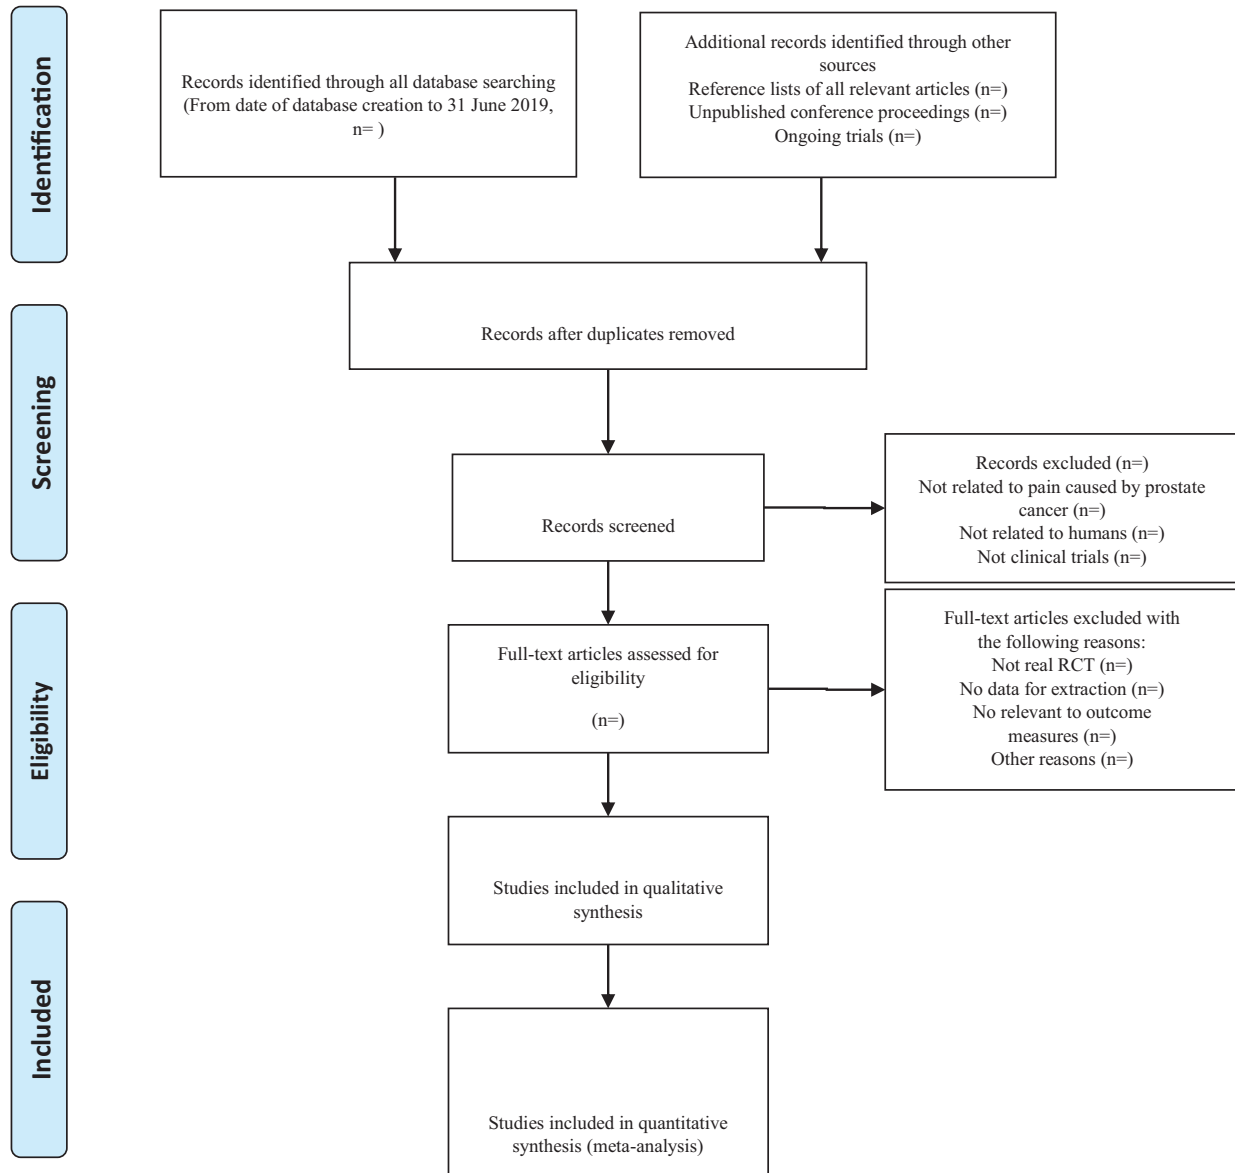 Identification
Records identified through all database searching
(From date of database creation to 31 June 2019,
n= )
Additional records identified through other
sources
Reference lists of all relevant articles (n=)
Unpublished conference proceedings (n=)
Ongoing trials (n=)
Records after duplicates removed
Screening
Records screened
Records excluded (n=)
Not related to pain caused by prostate
cancer (n=)
Not related to humans (n=)
Not clinical trials (n=)
Eligibility
Full-text articles assessed for
eligibility
(n=)
Full-text articles excluded with
the following reasons:
Not real RCT (n=)
No data for extraction (n=)
No relevant to outcome
measures (n=)
Other reasons (n=)
Studies included in qualitative
synthesis
Included
Studies included in quantitative
synthesis (meta-analysis)